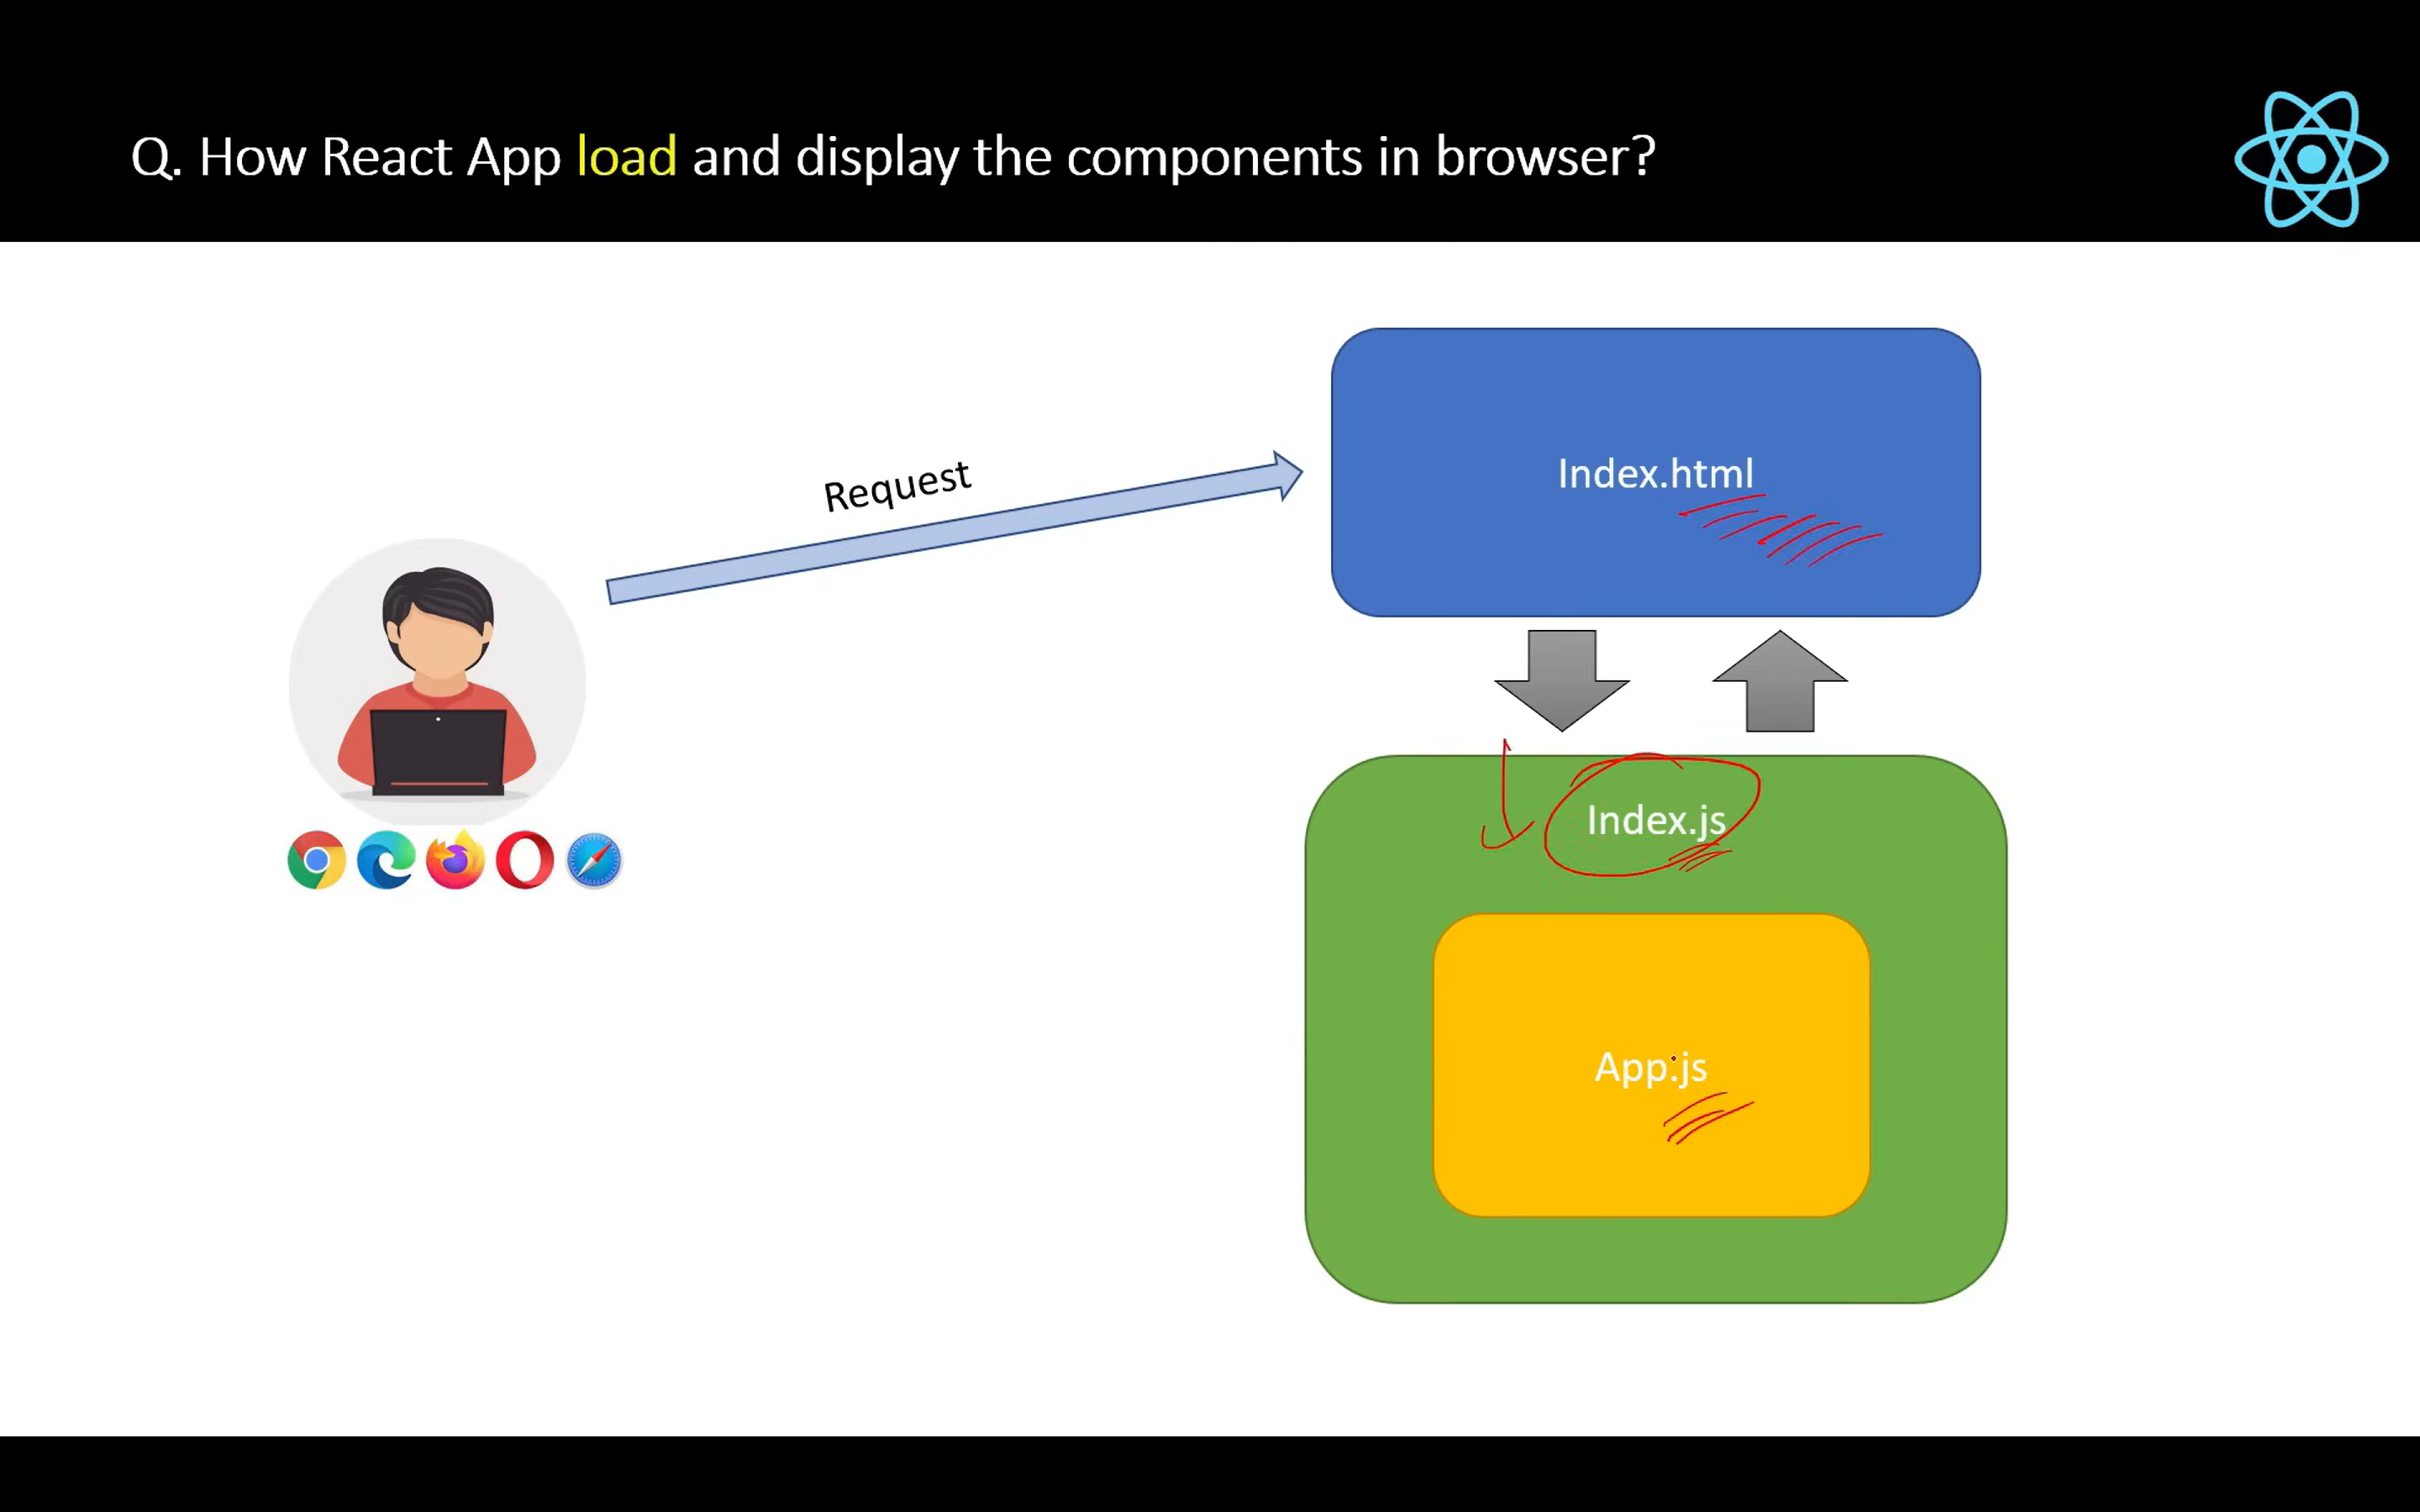 Q. How React App load and display the components in browser?
Request
Index.html
Index.js
App.js